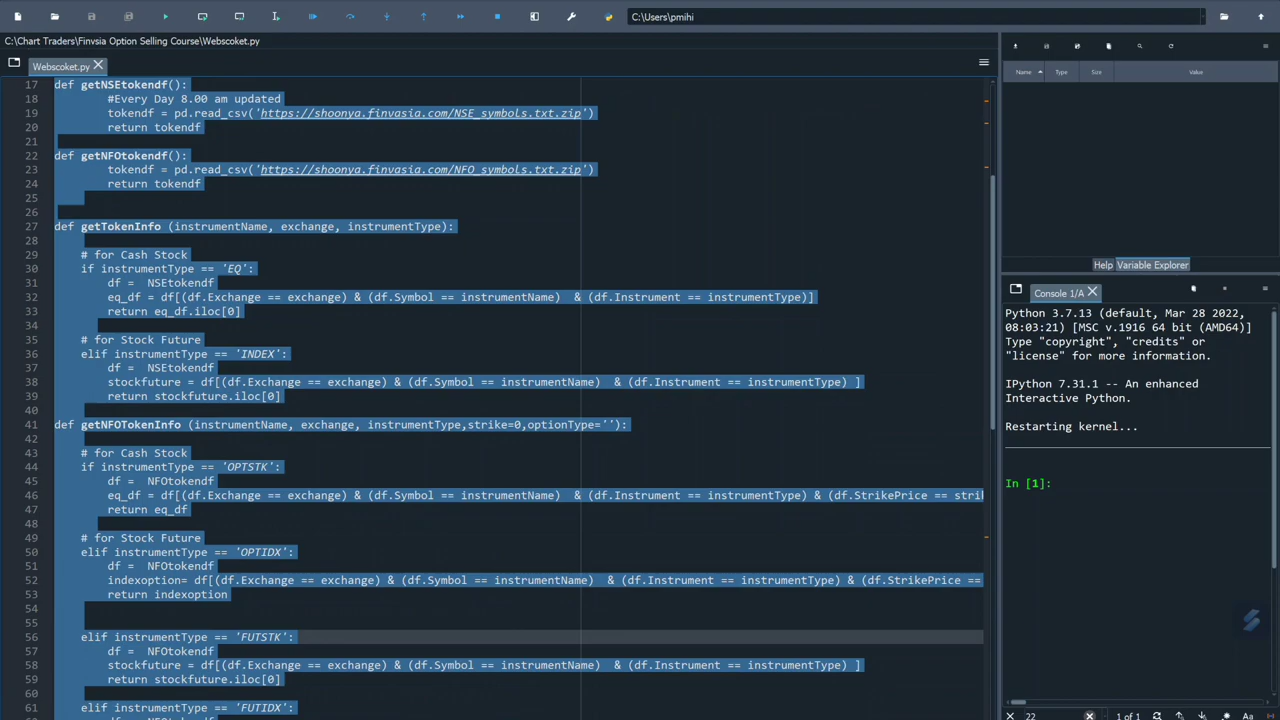 C:\Users\pmihi
C:\Chart Traders\Finvsia Option Selling Course\Webscoket.py
Webscoket.py
17 def getNSEtokendf():
18 #Every Day 8.00 am updated
19 tokendf = pd.read_csv('https://shoonya.finvasia.com/NSE_symbols.txt.zip')
20 return tokendf
21
22 def getNFOtokendf():
23 tokendf = pd.read_csv('https://shoonya.finvasia.com/NFO_symbols.txt.zip')
24 return tokendf
25
26
27 def getTokenInfo (instrumentName, exchange, instrumentType):
28
29 # for Cash Stock
30 if instrumentType == 'EQ':
31 df = NSEtokendf
32 eq_df = df[(df.Exchange == exchange) & (df.Symbol == instrumentName) & (df.Instrument == instrumentType)]
33 return eq_df.iloc[0]
34
35 # for Stock Future
36 elif instrumentType == 'INDEX':
37 df = NSEtokendf
38 stockfuture = df[(df.Exchange == exchange) & (df.Symbol == instrumentName) & (df.Instrument == instrumentType) ]
39 return stockfuture.iloc[0]
40
41 def getNFOTokenInfo (instrumentName, exchange, instrumentType,strike=0,optionType=''):
42
43 # for Cash Stock
44 if instrumentType == 'OPTSTK':
45 df = NFOtokendf
46 eq_df = df[(df.Exchange == exchange) & (df.Symbol == instrumentName) & (df.Instrument == instrumentType) & (df.StrikePrice == stri
47 return eq_df
48
49 # for Stock Future
50 elif instrumentType == 'OPTIDX':
51 df = NFOtokendf
52 indexoption= df[(df.Exchange == exchange) & (df.Symbol == instrumentName) & (df.Instrument == instrumentType) & (df.StrikePrice ==
53 return indexoption
54
55
56 elif instrumentType == 'FUTSTK':
57 df = NFOtokendf
58 stockfuture = df[(df.Exchange == exchange) & (df.Symbol == instrumentName) & (df.Instrument == instrumentType) ]
59 return stockfuture.iloc[0]
60
61 elif instrumentType == 'FUTIDX':
Name Type Size Value
Help Variable Explorer
Console 1/A
Python 3.7.13 (default, Mar 28 2022,
08:03:21) [MSC v.1916 64 bit (AMD64)]
Type "copyright", "credits" or
"license" for more information.
IPython 7.31.1 -- An enhanced
Interactive Python.
Restarting kernel...
In [1]:
22 1 of 1 Aa